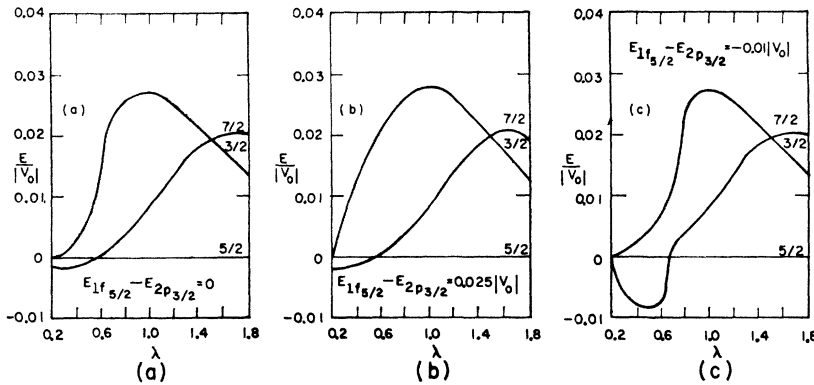 0.04
0.03
(a)
0.02
E/|V₀|
0.01
0
-0.01
7/2
3/2
5/2
E1f5/2 - E2p3/2 = 0
0.2 0.6 1.0 1.4 1.8
λ
(a)
0.04
0.03
(b)
0.02
E/|V₀|
0.01
0
-0.01
7/2
3/2
5/2
E1f5/2 - E2p3/2 = 0.025|V₀|
0.2 0.6 1.0 1.4 1.8
λ
(b)
0.04
E1f5/2 - E2p3/2 = -0.01|V₀|
0.03
(c)
0.02
E/|V₀|
0.01
0
-0.01
7/2
3/2
5/2
0.2 0.6 1.0 1.4 1.8
λ
(c)